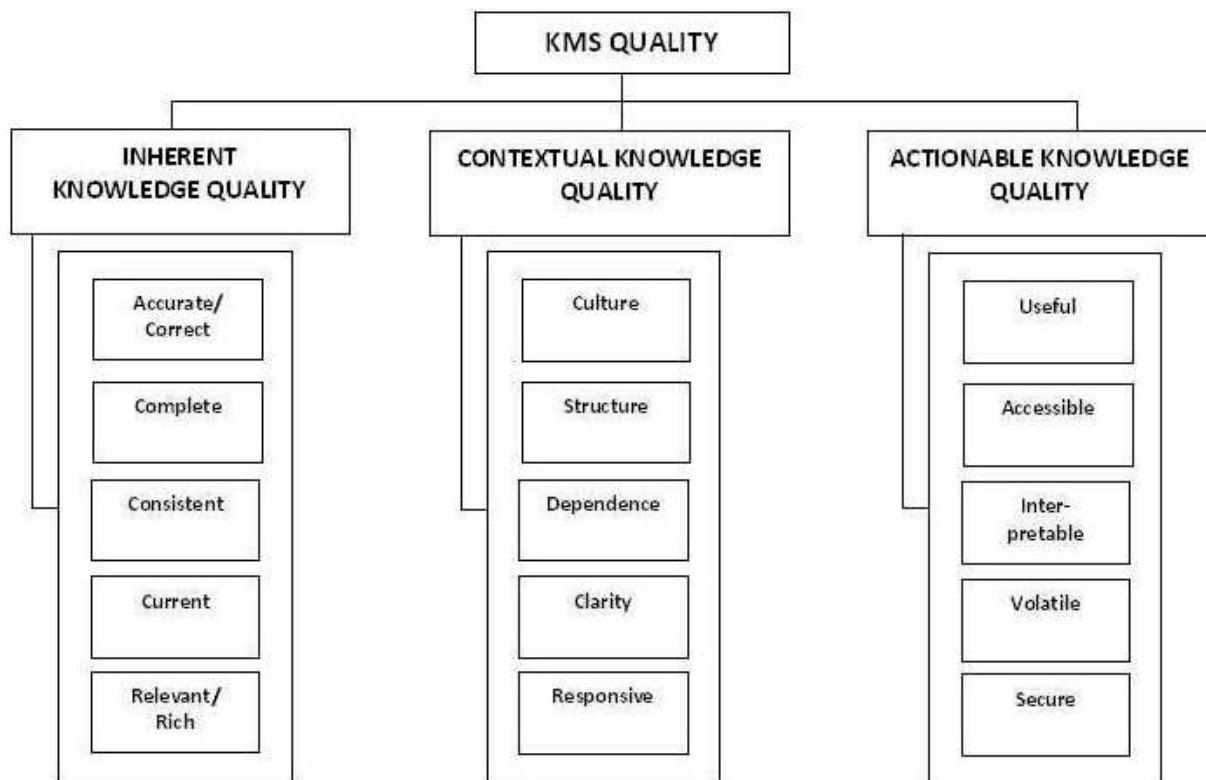 KMS QUALITY
INHERENT
KNOWLEDGE QUALITY
Accurate/
Correct
Complete
Consistent
Current
Relevant/
Rich
CONTEXTUAL KNOWLEDGE
QUALITY
Culture
Structure
Dependence
Clarity
Responsive
ACTIONABLE KNOWLEDGE
QUALITY
Useful
Accessible
Inter-
pretable
Volatile
Secure